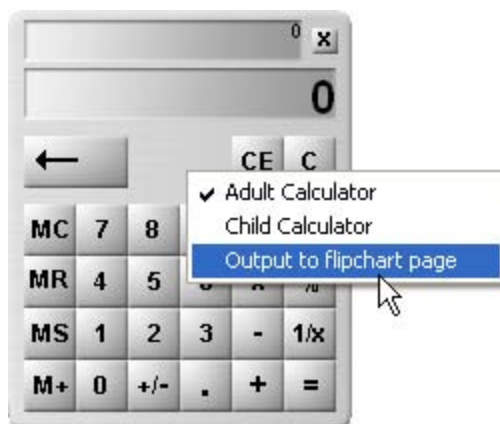 0 x
0
← CE C
✔ Adult Calculator
Child Calculator
Output to flipchart page
MC 7 8
MR 4 5
MS 1 2 3 - 1/x
M+ 0 +/- . + =